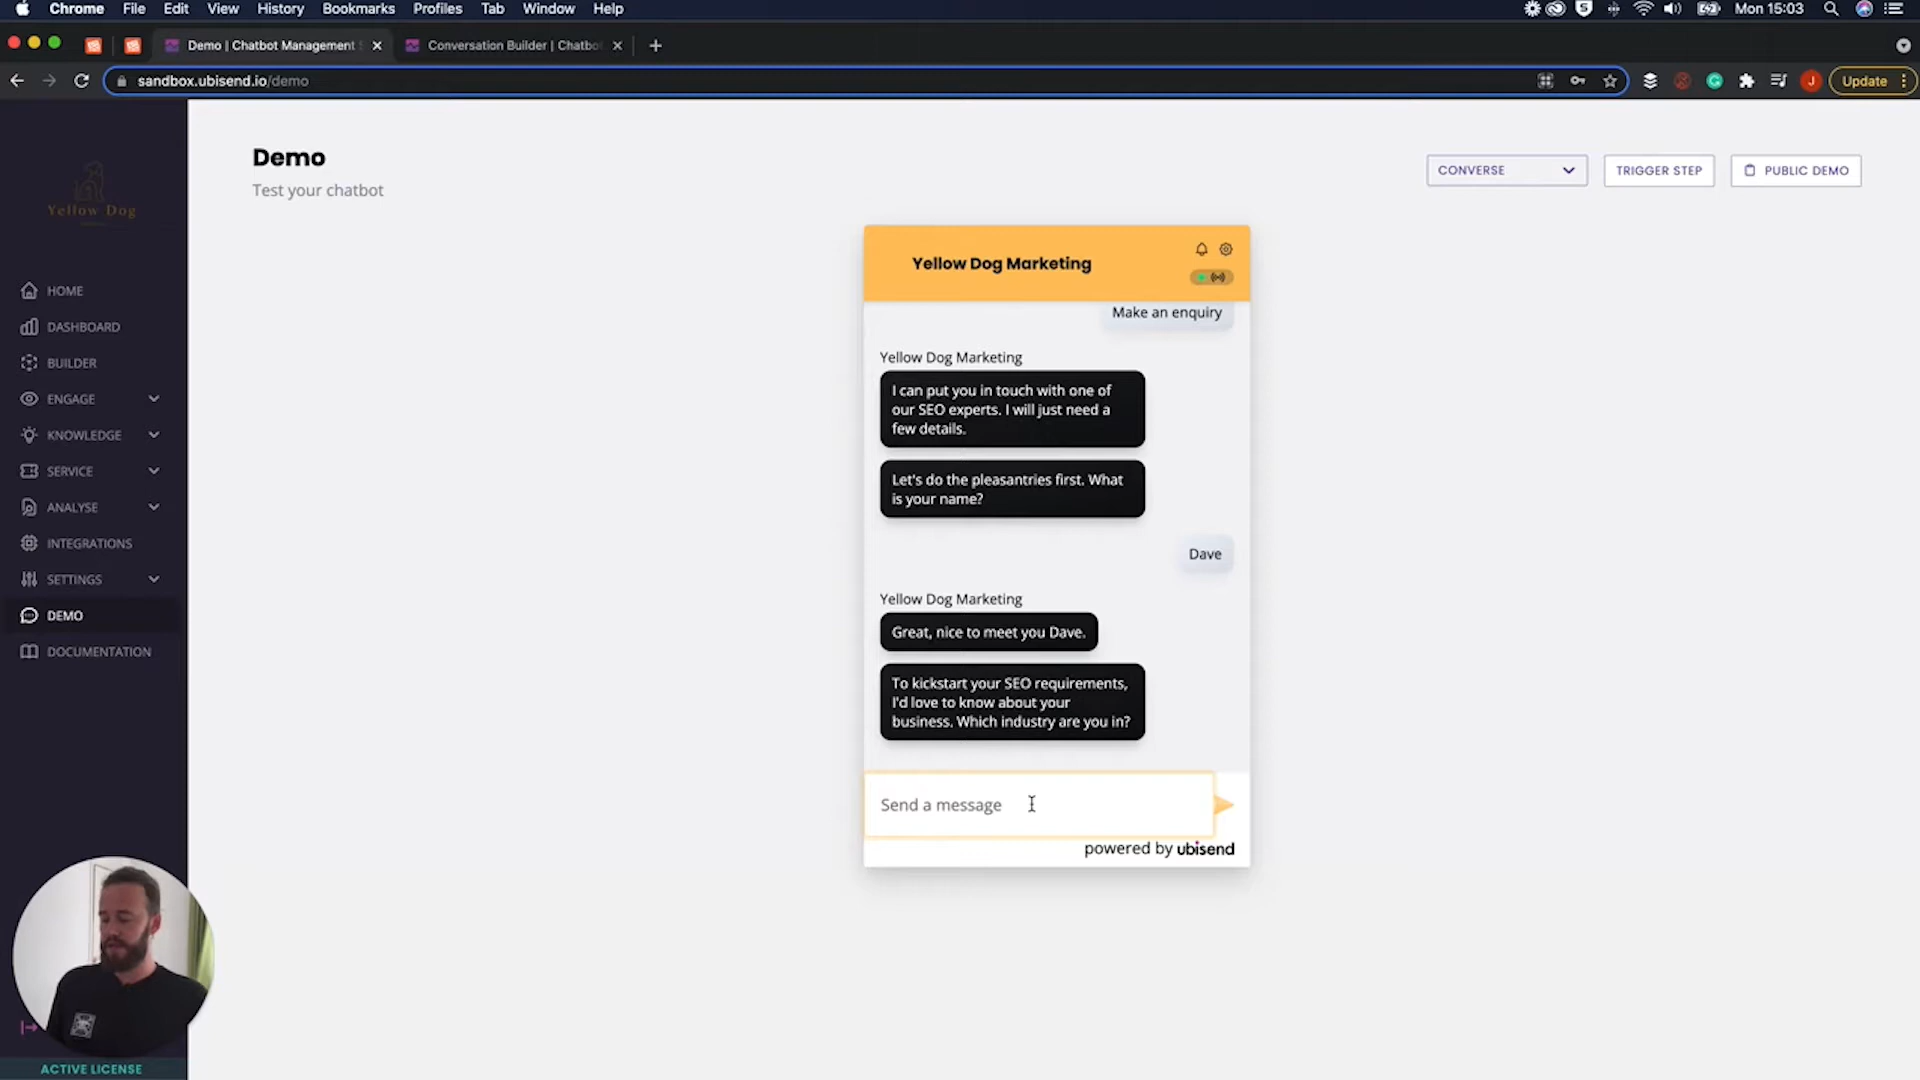 Chrome File Edit View History Bookmarks Profiles Tab Window Help
Mon 15:03
Demo | Chatbot Management
Conversation Builder | Chatbot
sandbox.ubisend.io/demo
J
Update
Yellow Dog
HOME
DASHBOARD
BUILDER
ENGAGE
KNOWLEDGE
SERVICE
ANALYSE
INTEGRATIONS
SETTINGS
DEMO
DOCUMENTATION
ACTIVE LICENSE
Demo
Test your chatbot
CONVERSE
TRIGGER STEP
PUBLIC DEMO
Yellow Dog Marketing
Make an enquiry
Yellow Dog Marketing
I can put you in touch with one of
our SEO experts. I will just need a
few details.
Let's do the pleasantries first. What
is your name?
Dave
Yellow Dog Marketing
Great, nice to meet you Dave.
To kickstart your SEO requirements,
I'd love to know about your
business. Which industry are you in?
Send a message
powered by ubisend